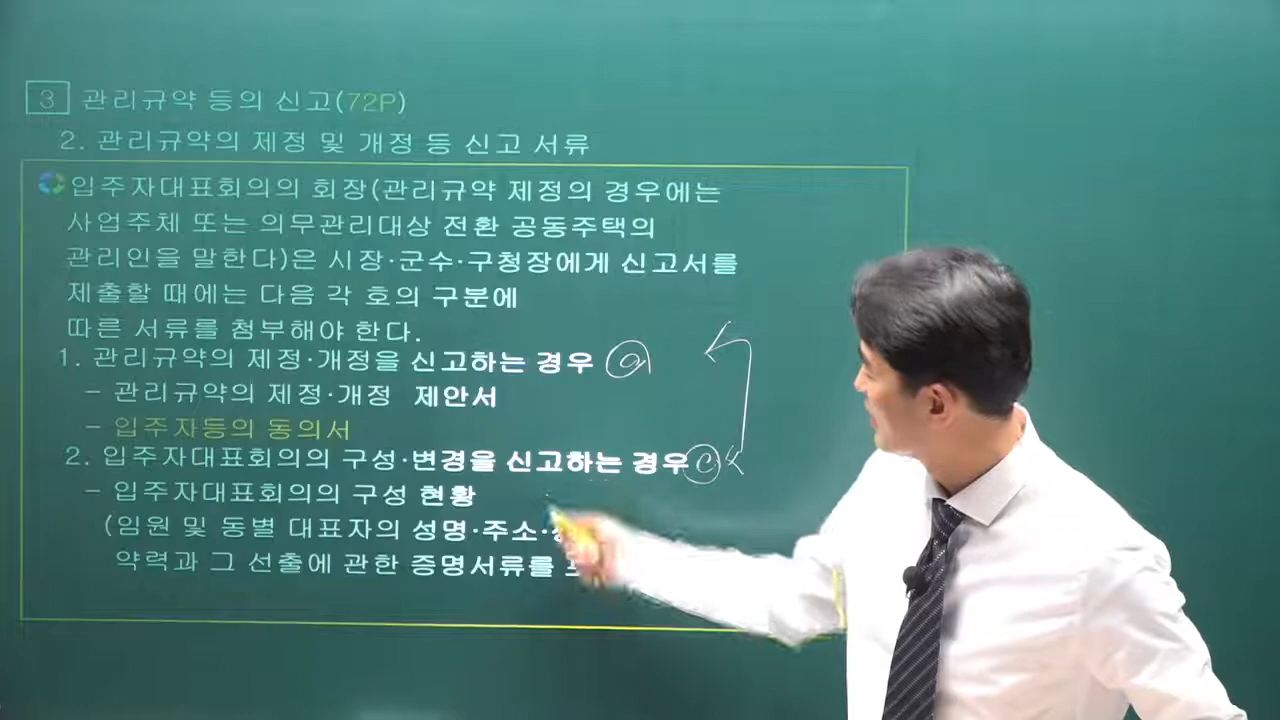 3 관리규약 등의 신고(72P)
2. 관리규약의 제정 및 개정 등 신고 서류
입주자대표회의의 회장(관리규약 제정의 경우에는
사업주체 또는 의무관리대상 전환 공동주택의
관리인을 말한다)은 시장·군수·구청장에게 신고서를
제출할 때에는 다음 각 호의 구분에
따른 서류를 첨부해야 한다.
1. 관리규약의 제정·개정을 신고하는 경우
- 관리규약의 제정·개정 제안서
- 입주자등의 동의서
2. 입주자대표회의의 구성·변경을 신고하는 경우
- 입주자대표회의의 구성 현황
(임원 및 동별 대표자의 성명·주소·
약력과 그 선출에 관한 증명서류를